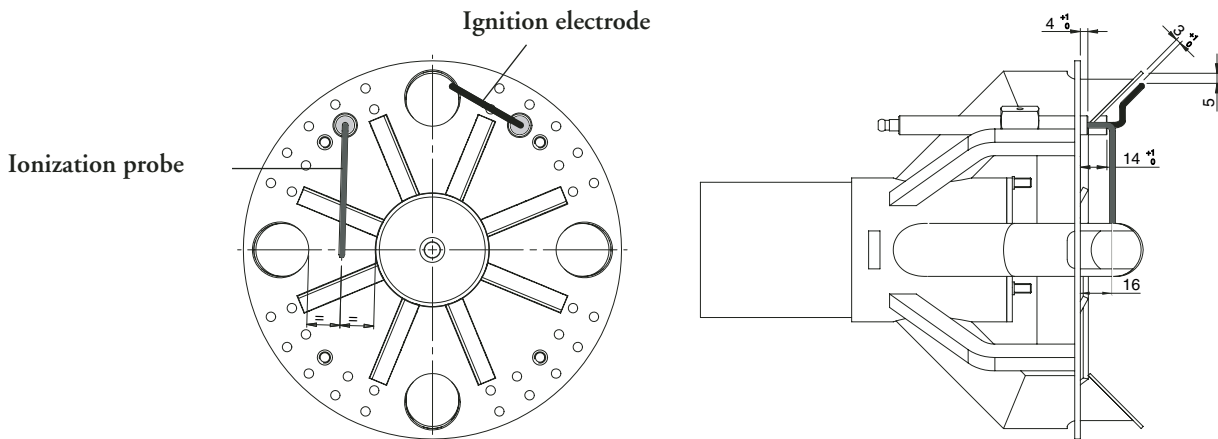 Ignition electrode
Ionization probe
= =
4 +1 0
3 +1 0
5
14 +1 0
16